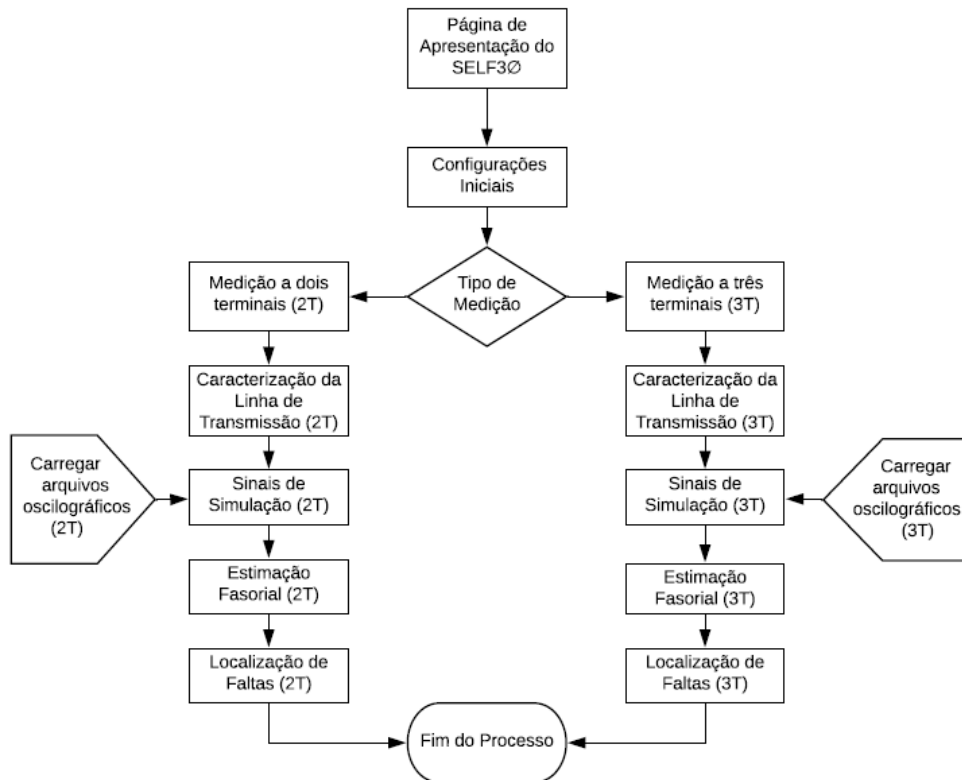 Página de
Apresentação do
SELF3∅
Configurações
Iniciais
Tipo de
Medição
Medição a dois
terminais (2T)
Medição a três
terminais (3T)
Caracterização da
Linha de
Transmissão (2T)
Caracterização da
Linha de
Transmissão (3T)
Carregar
arquivos
oscilográficos
(2T)
Sinais de
Simulação (2T)
Sinais de
Simulação (3T)
Carregar
arquivos
oscilográficos
(3T)
Estimação
Fasorial (2T)
Estimação
Fasorial (3T)
Localização de
Faltas (2T)
Localização de
Faltas (3T)
Fim do Processo